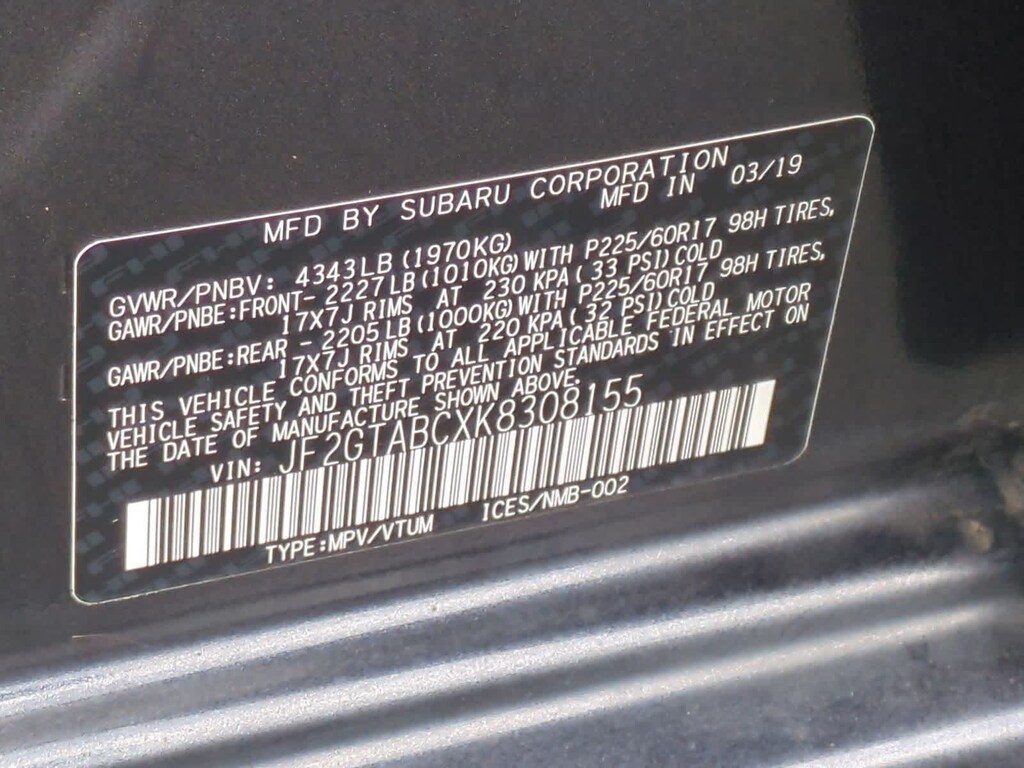 MFD BY SUBARU CORPORATION
MFD IN 03/19
GVWR/PNBV: 4343LB (1970KG)
GAWR/PNBE:FRONT- 2227LB(1010KG)WITH P225/60R17 98H TIRES,
17X7J RIMS AT 230 KPA( 33 PSI)COLD
GAWR/PNBE:REAR - 2205LB(1000KG)WITH P225/60R17 98H TIRES,
17X7J RIMS AT 220 KPA( 32 PSI)COLD
THIS VEHICLE CONFORMS TO ALL APPLICABLE FEDERAL MOTOR
VEHICLE SAFETY AND THEFT PREVENTION STANDARDS IN EFFECT ON
THE DATE OF MANUFACTURE SHOWN ABOVE.
VIN: JF2GTABCXK8308155
TYPE:MPV/VTUM ICES/NMB-002